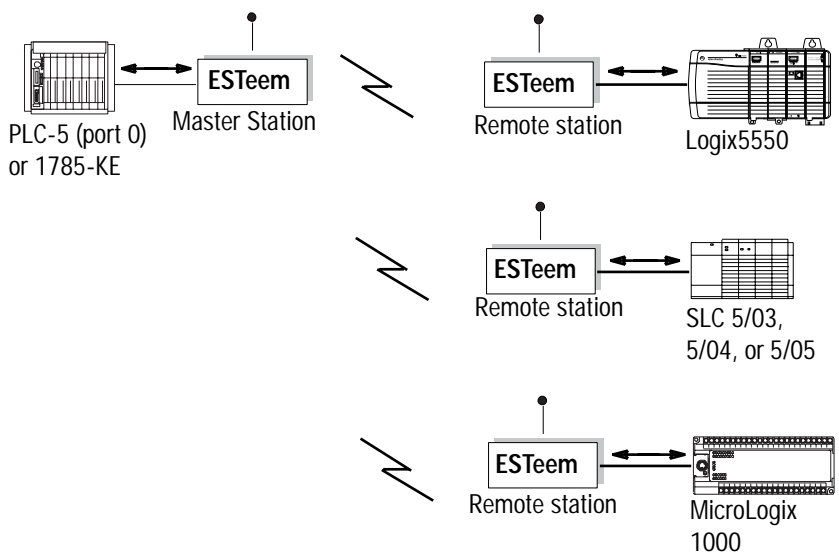 ESTeem
Master Station
PLC-5 (port 0)
or 1785-KE
ESTeem
Remote station
Logix5550
ESTeem
Remote station
SLC 5/03,
5/04, or 5/05
ESTeem
Remote station
MicroLogix
1000